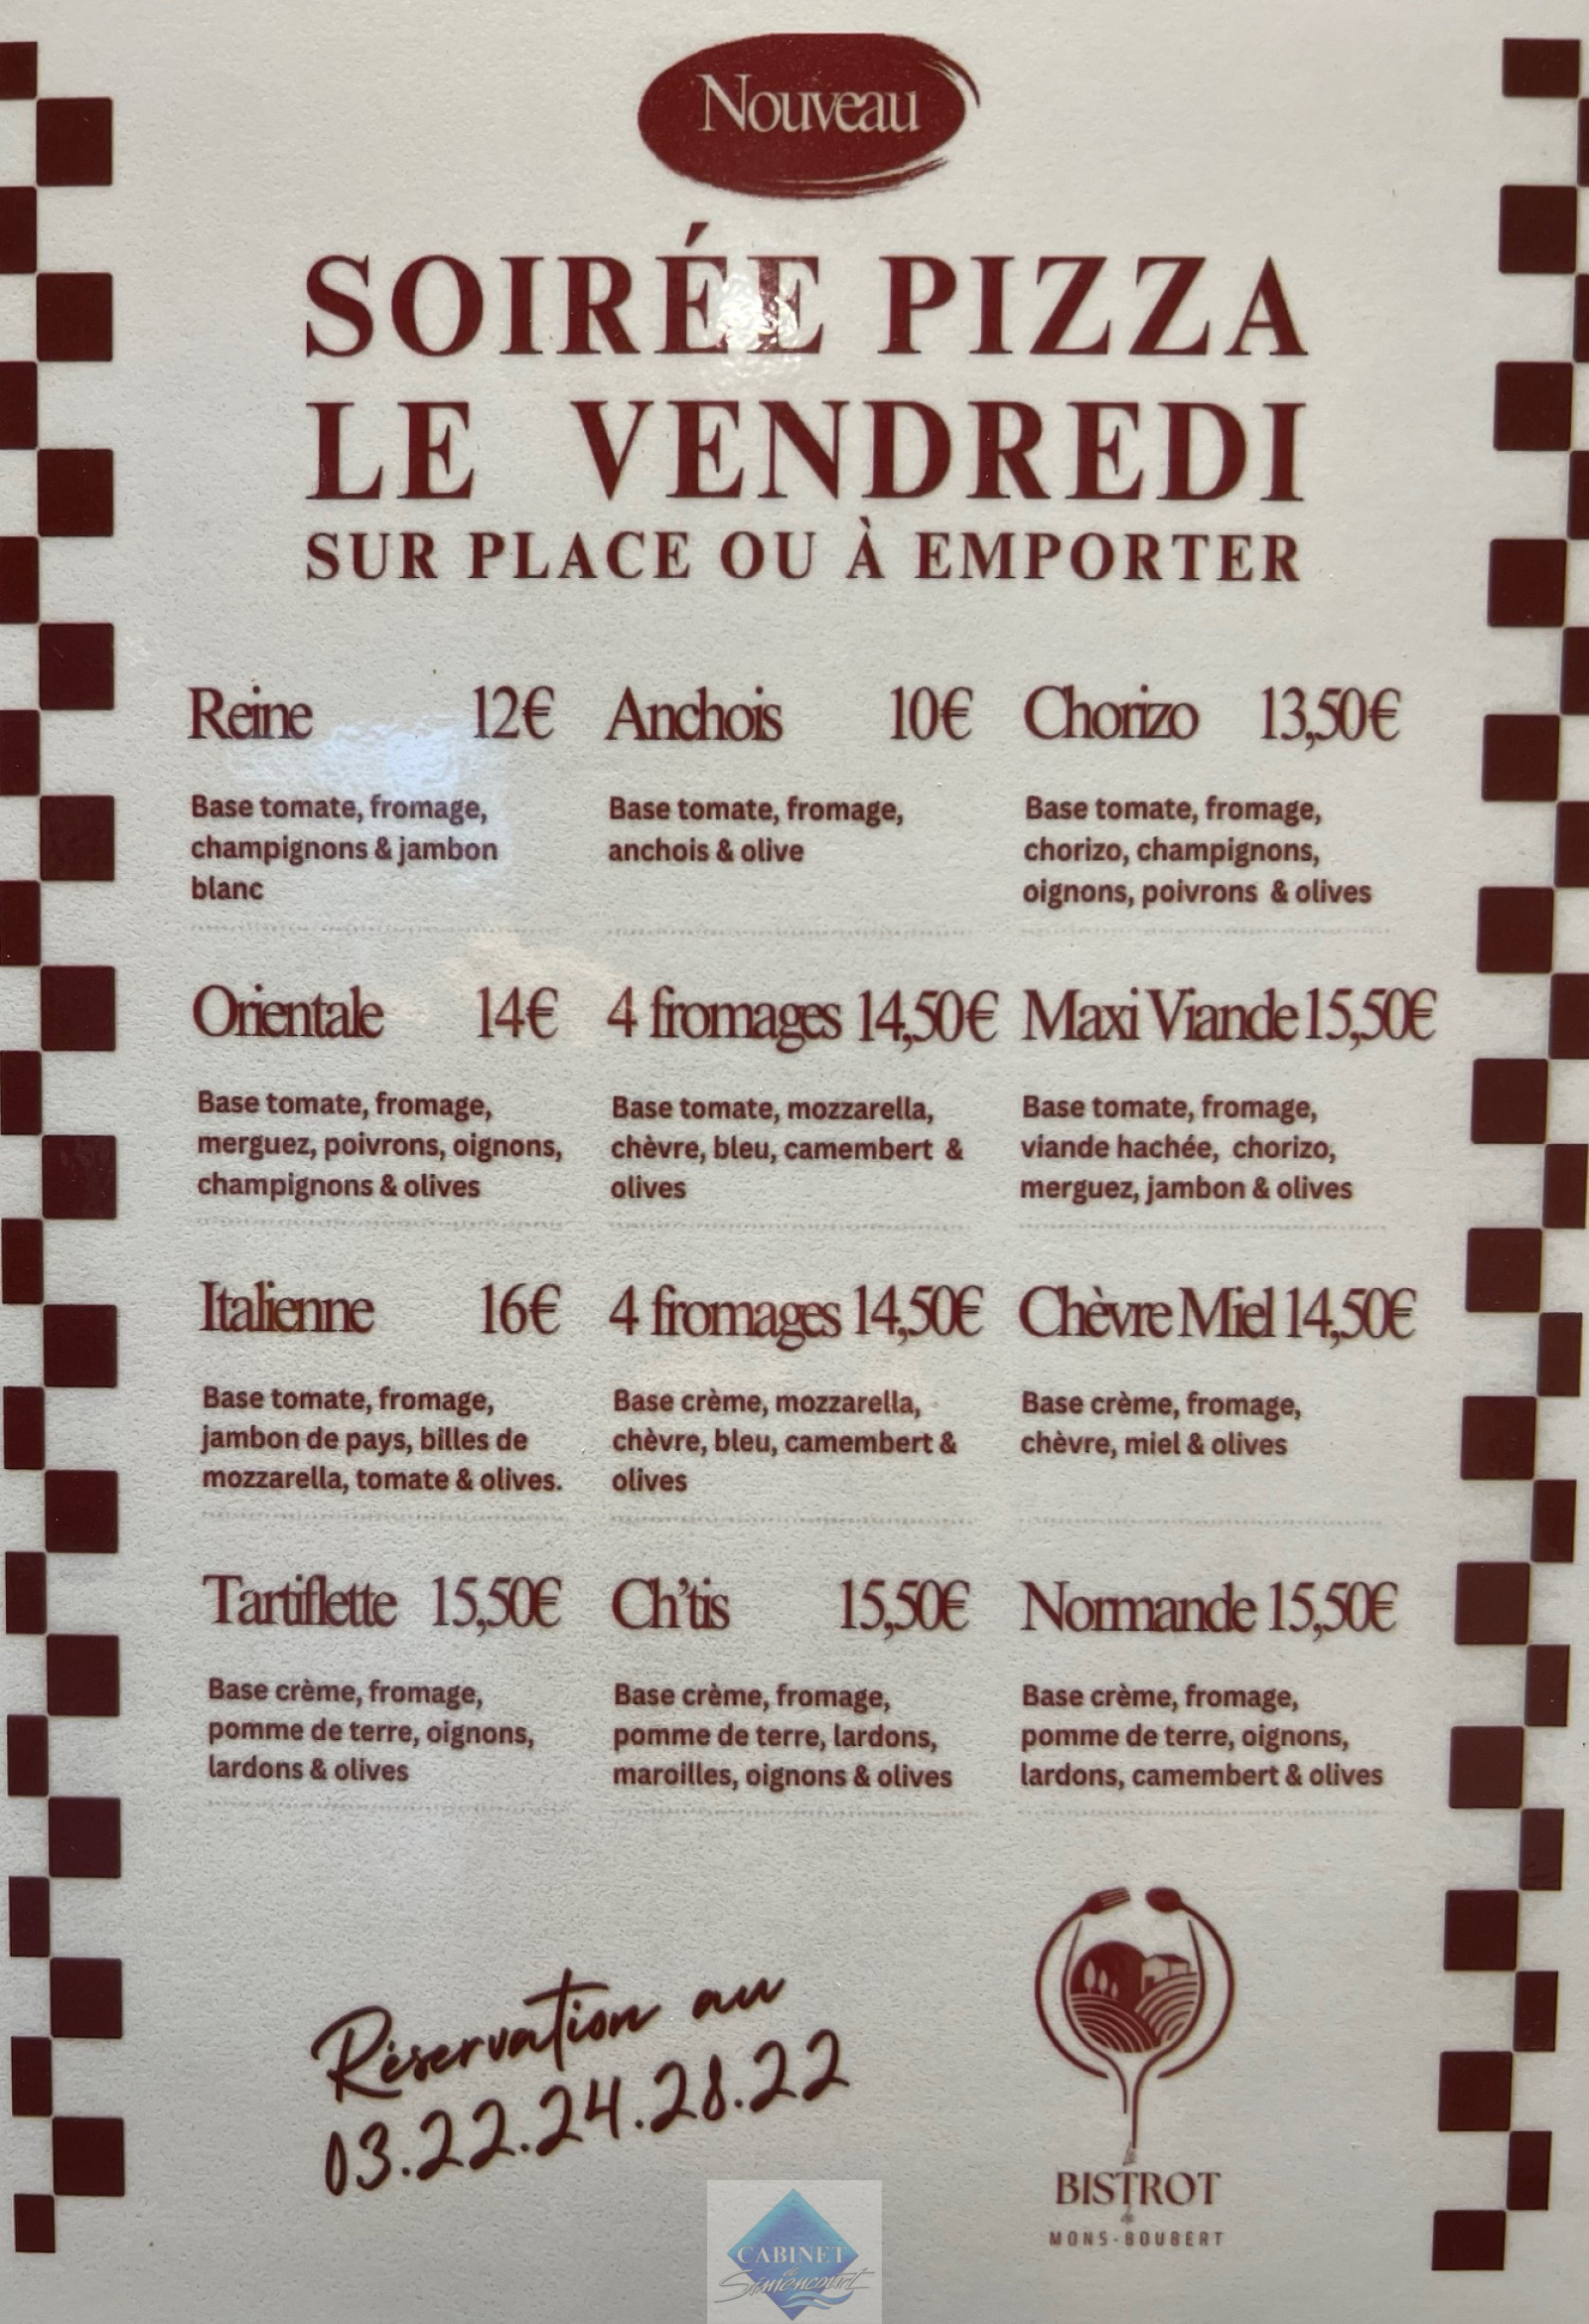 Nouveau
SOIRÉE PIZZA
LE VENDREDI
SUR PLACE OU À EMPORTER
Reine 12€
Base tomate, fromage,
champignons & jambon
blanc
Anchois 10€
Base tomate, fromage,
anchois & olive
Chorizo 13,50€
Base tomate, fromage,
chorizo, champignons,
oignons, poivrons & olives
Orientale 14€
Base tomate, fromage,
merguez, poivrons, oignons,
champignons & olives
4 fromages 14,50€
Base tomate, mozzarella,
chèvre, bleu, camembert &
olives
Maxi Viande 15,50€
Base tomate, fromage,
viande hachée, chorizo,
merguez, jambon & olives
Italienne 16€
Base tomate, fromage,
jambon de pays, billes de
mozzarella, tomate & olives.
4 fromages 14,50€
Base crème, mozzarella,
chèvre, bleu, camembert &
olives
Chèvre Miel 14,50€
Base crème, fromage,
chèvre, miel & olives
Tartiflette 15,50€
Base crème, fromage,
pomme de terre, oignons,
lardons & olives
Ch'tis 15,50€
Base crème, fromage,
pomme de terre, lardons,
maroilles, oignons & olives
Normande 15,50€
Base crème, fromage,
pomme de terre, oignons,
lardons, camembert & olives
Réservation au
03.22.24.28.22
BISTROT
de
MONS-BOUBERT
CABINET
de
Simiencourt